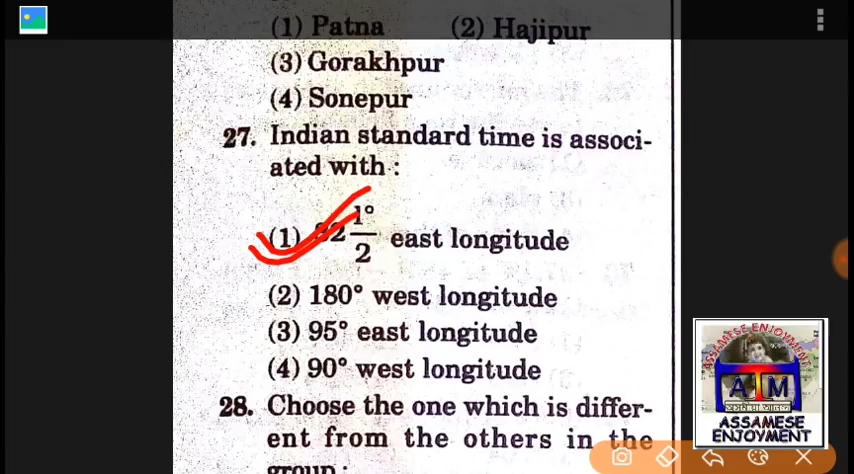 (1) Patna (2) Hajipur
(3) Gorakhpur
(4) Sonepur
27. Indian standard time is associ-
ated with :
(1) 82 1°/2 east longitude
(2) 180° west longitude
(3) 95° east longitude
(4) 90° west longitude
28. Choose the one which is differ-
ent from the others in the
group :
ASSAMESE ENJOYMENT
A M
ASSAMESE
ENJOYMENT